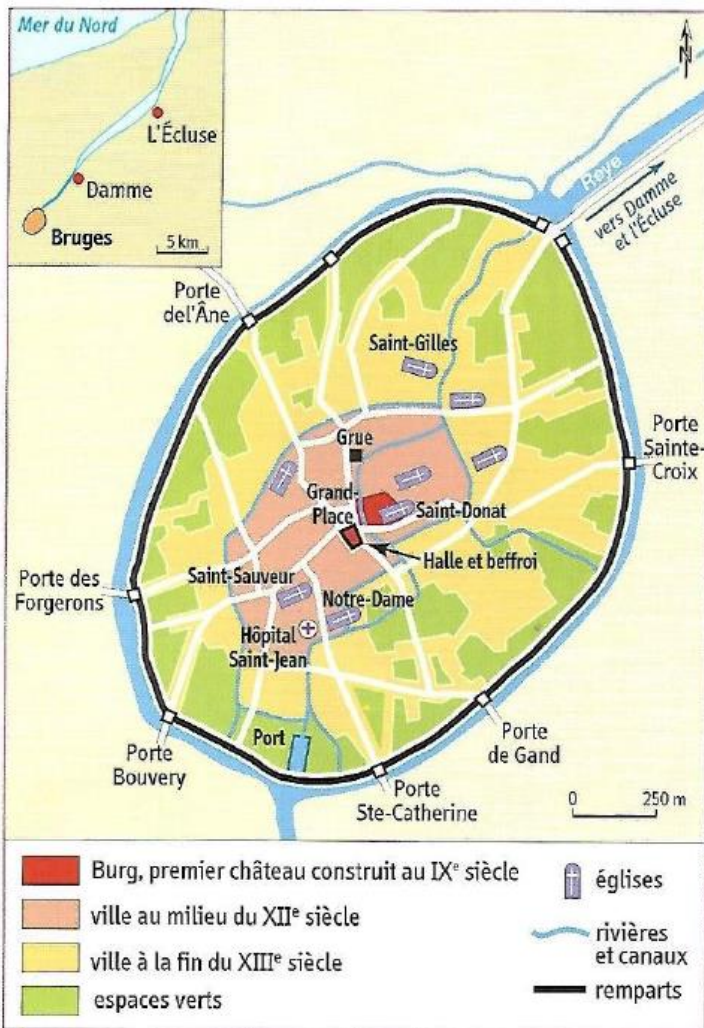 Mer du Nord
L'Écluse
Damme
Bruges
5 km
N
Reye
vers Damme
et l'Écluse
Porte
del'Âne
Saint-Gilles
Porte
Sainte-
Croix
Grue
Grand-
Place
Saint-Donat
Halle et beffroi
Saint-Sauveur
Notre-Dame
Porte des
Forgerons
Hôpital
Saint-Jean
Port
Porte
Bouvery
Porte
de Gand
Porte
Ste-Catherine
0 250 m
Burg, premier château construit au IXe siècle
ville au milieu du XIIe siècle
ville à la fin du XIIIe siècle
espaces verts
églises
rivières
et canaux
remparts